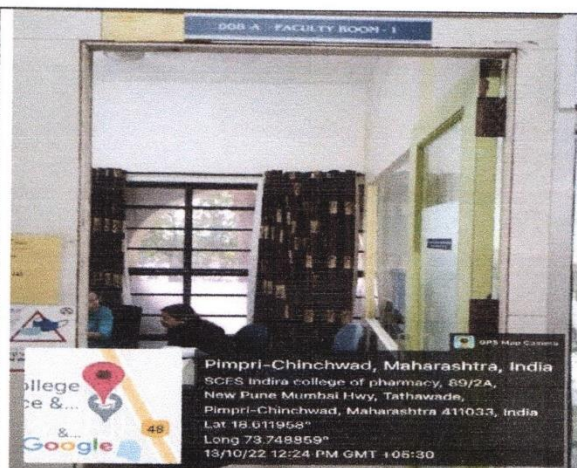 008-A FACULTY ROOM - 1
GPS Map Camera
Pimpri-Chinchwad, Maharashtra, India
SCES Indira college of pharmacy, 89/2A,
New Pune Mumbai Hwy, Tathawade,
Pimpri-Chinchwad, Maharashtra 411033, India
Lat 18.611958°
Long 73.748859°
13/10/22 12:24 PM GMT +05:30
ollege
ce &...
&...
48
Google